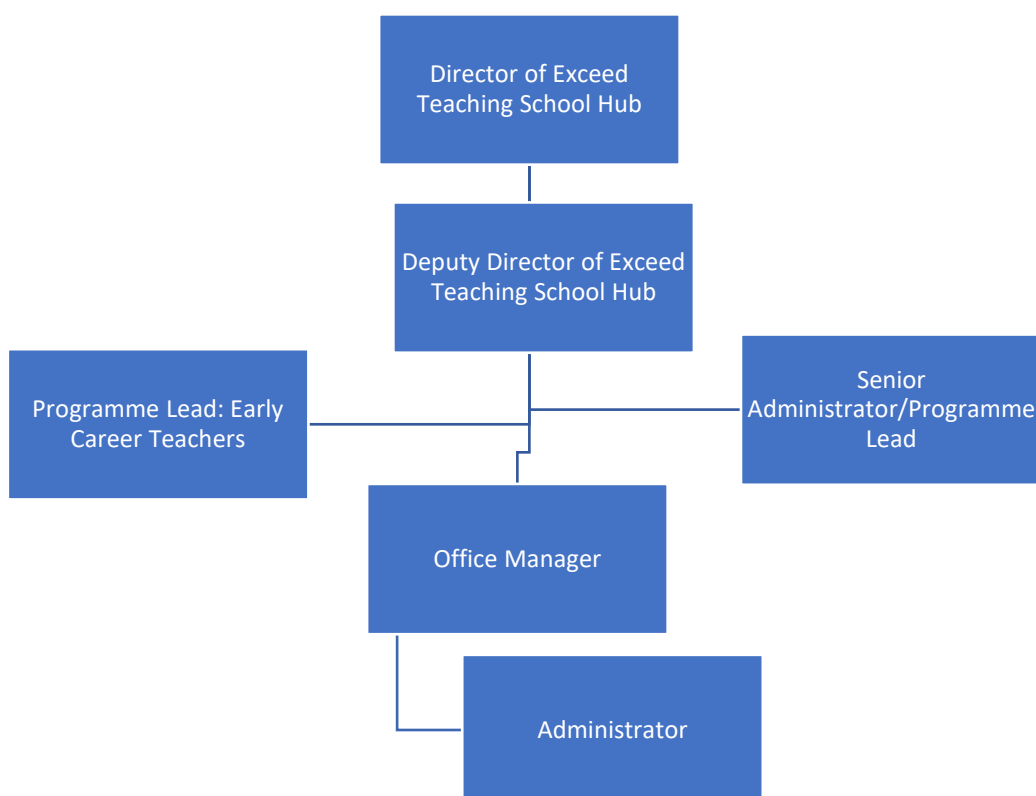 Director of Exceed
Teaching School Hub
Deputy Director of Exceed
Teaching School Hub
Programme Lead: Early
Career Teachers
Senior
Administrator/Programme
Lead
Office Manager
Administrator